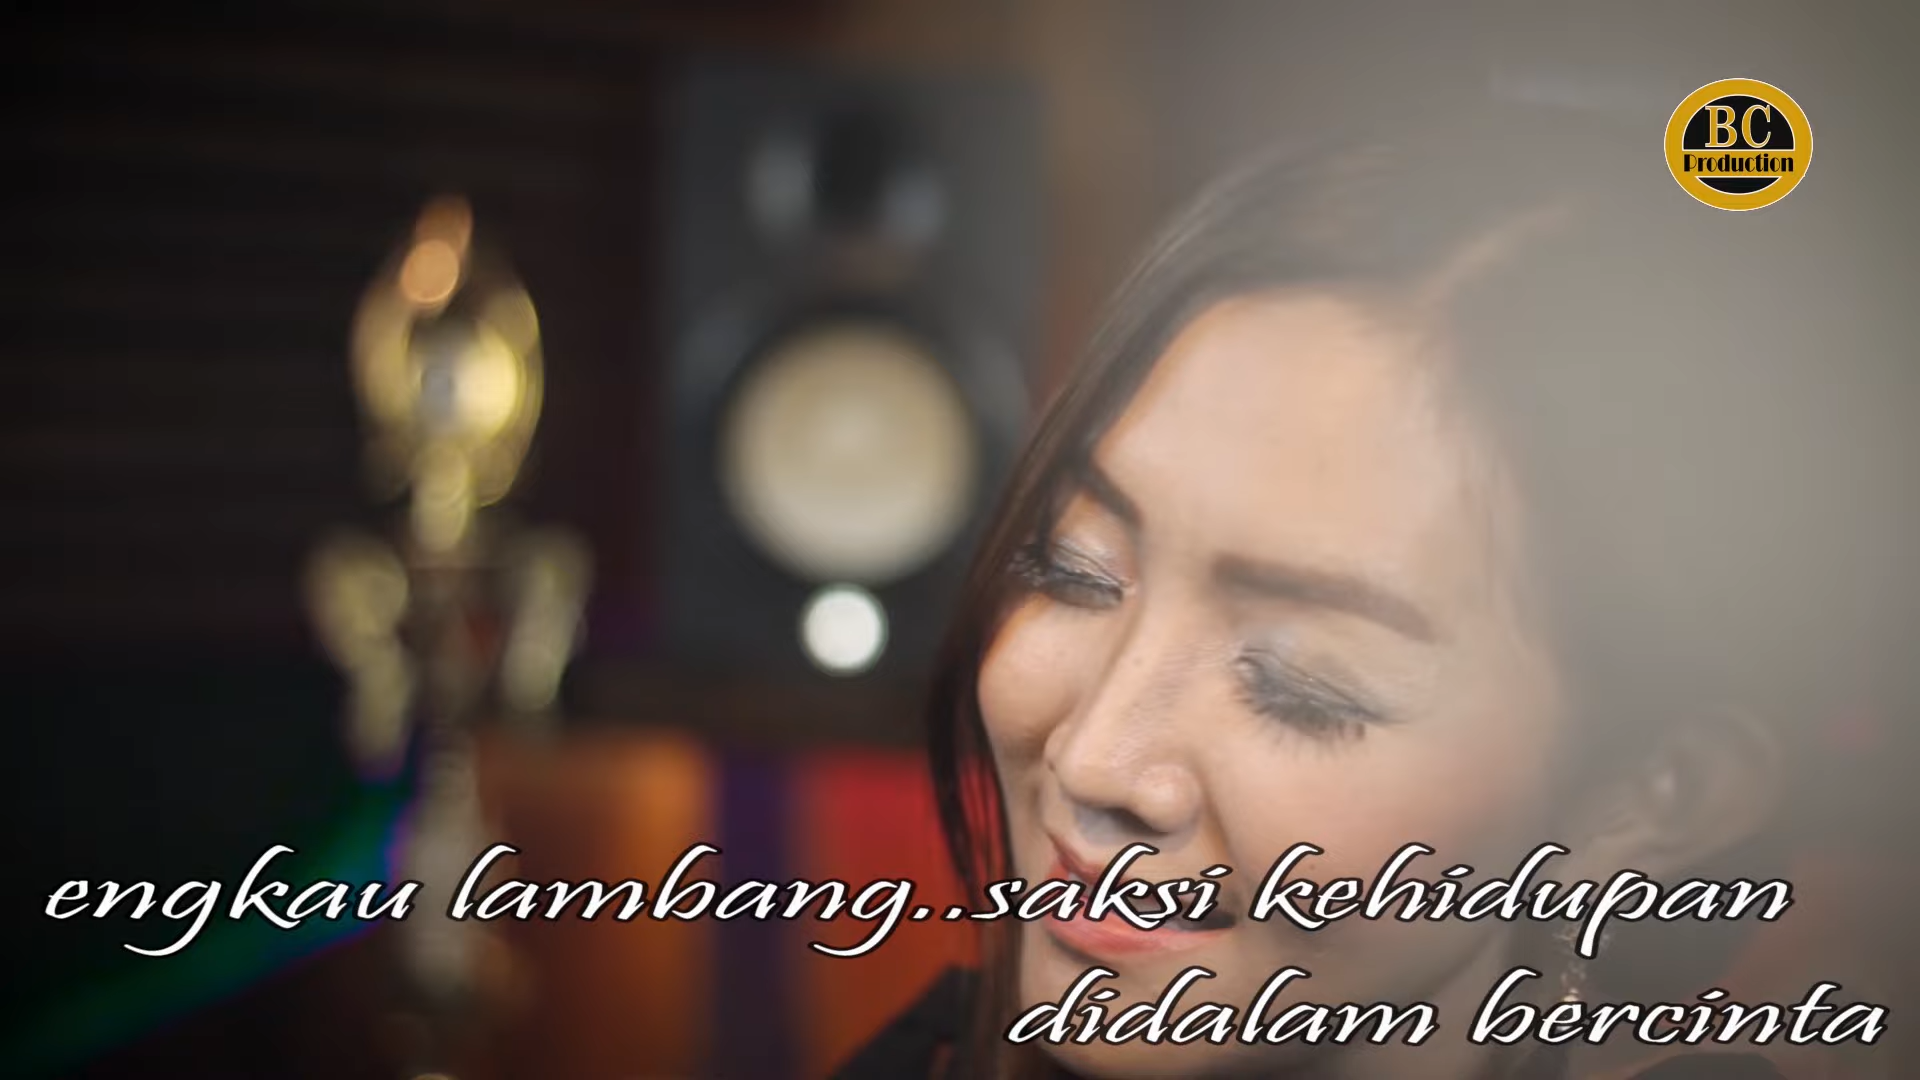 BC
Production
engkau lambang..saksi kehidupan
didalam bercinta